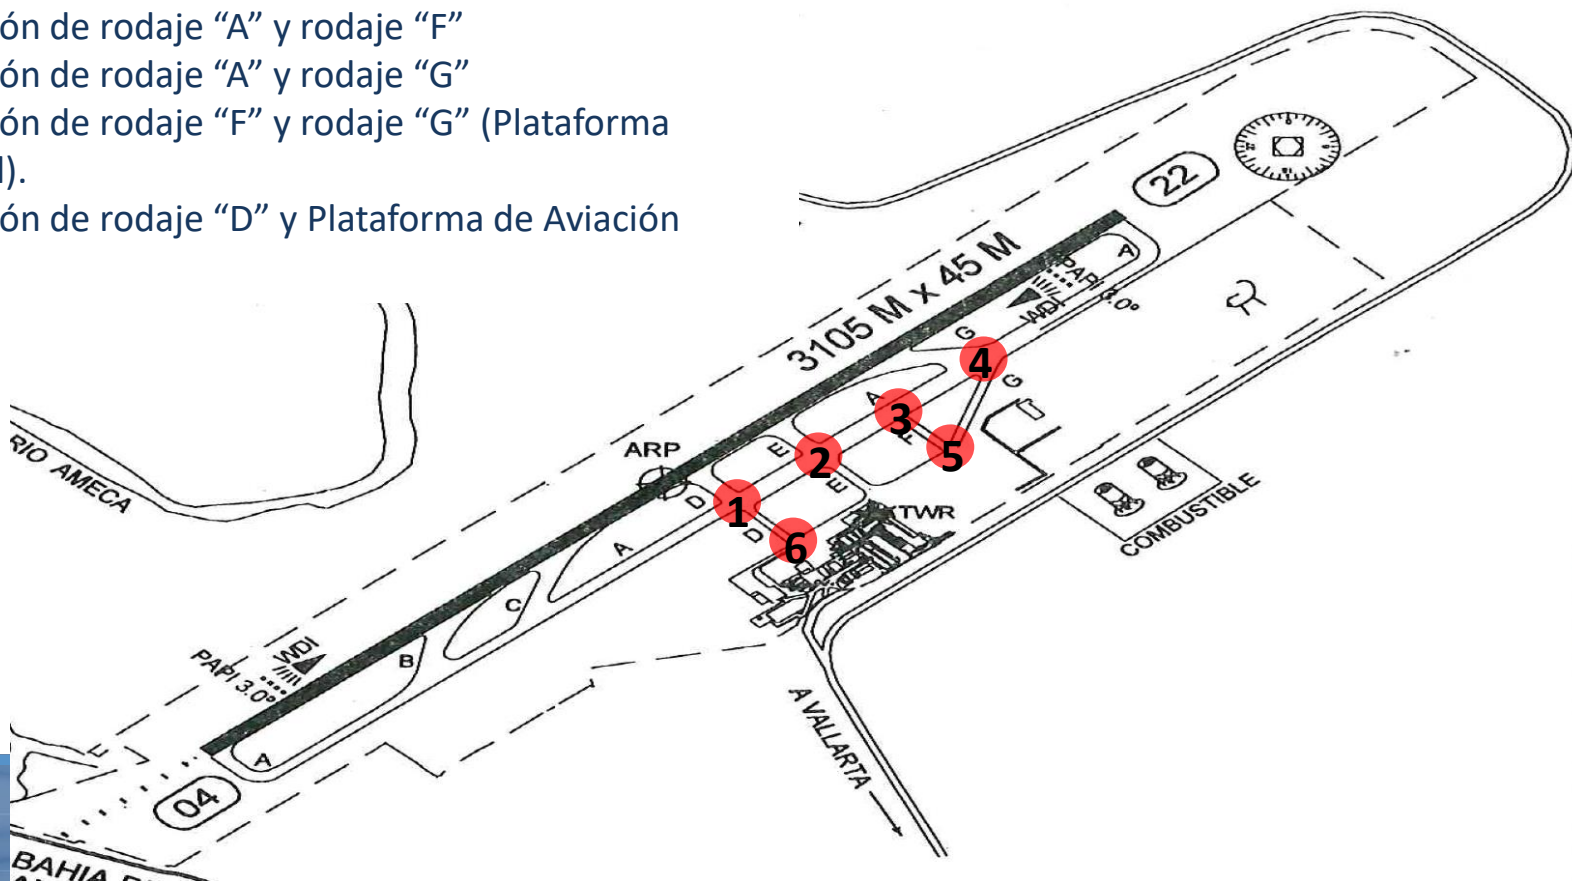 ón de rodaje “A” y rodaje “F”
ón de rodaje “A” y rodaje “G”
ón de rodaje “F” y rodaje “G” (Plataforma
l).
ón de rodaje “D” y Plataforma de Aviación
22
3105 M x 45 M
A
PAPI 3.0°
WDI
G
4
G
A
3
F
5
ARP
E
2
E
D
1
D
6
TWR
RIO AMECA
COMBUSTIBLE
A
C
B
WDI
PAPI 3.0°
A
04
A VALLARTA
BAHIA